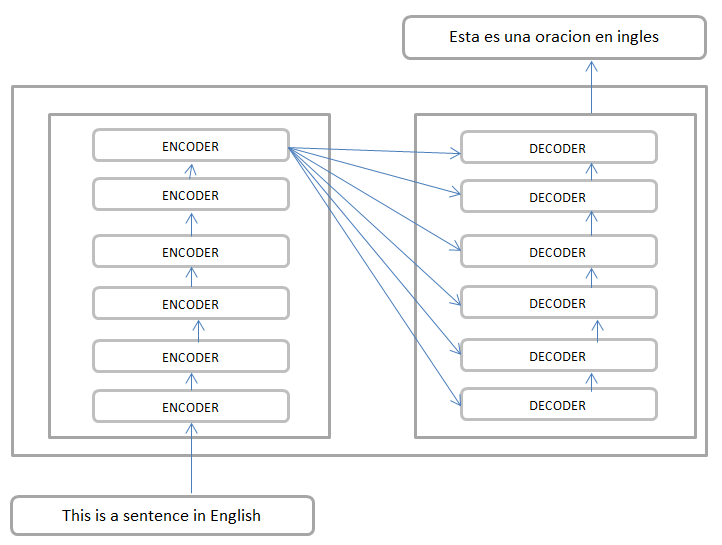 Esta es una oracion en ingles
ENCODER
ENCODER
ENCODER
ENCODER
ENCODER
ENCODER
DECODER
DECODER
DECODER
DECODER
DECODER
DECODER
This is a sentence in English